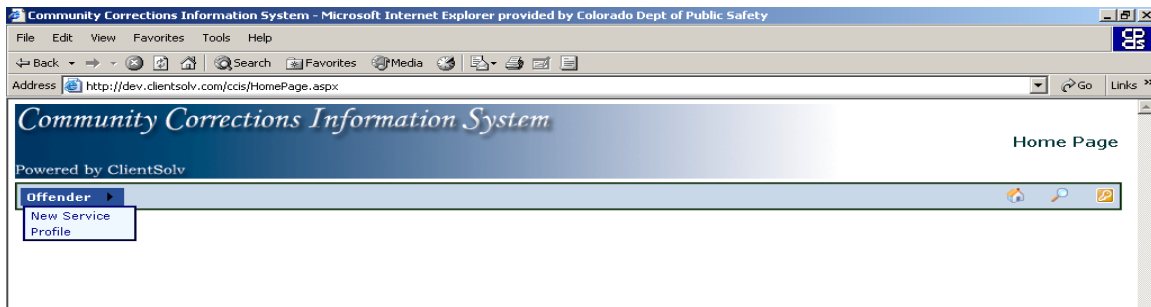 Community Corrections Information System - Microsoft Internet Explorer provided by Colorado Dept of Public Safety
File Edit View Favorites Tools Help
Back Search Favorites Media
Address http://dev.clientsolv.com/ccis/HomePage.aspx Go Links »
Community Corrections Information System
Home Page
Powered by ClientSolv
Offender
New Service
Profile